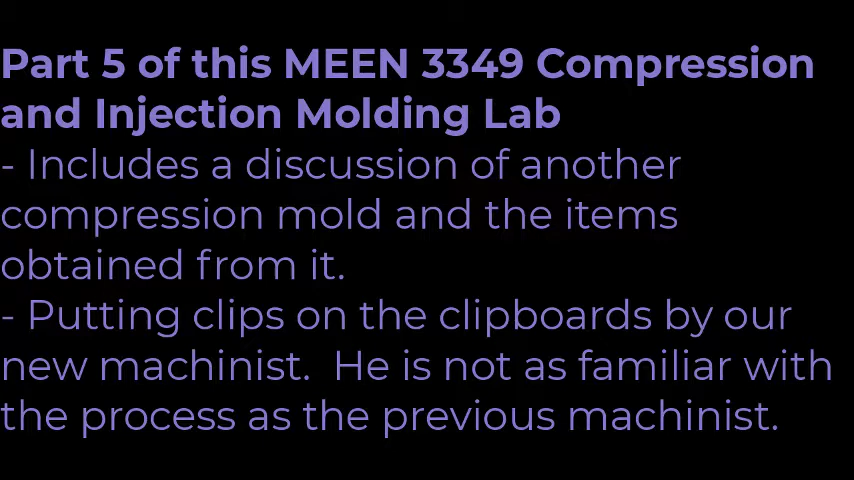 Part 5 of this MEEN 3349 Compression
and Injection Molding Lab
- Includes a discussion of another
compression mold and the items
obtained from it.
- Putting clips on the clipboards by our
new machinist.  He is not as familiar with
the process as the previous machinist.